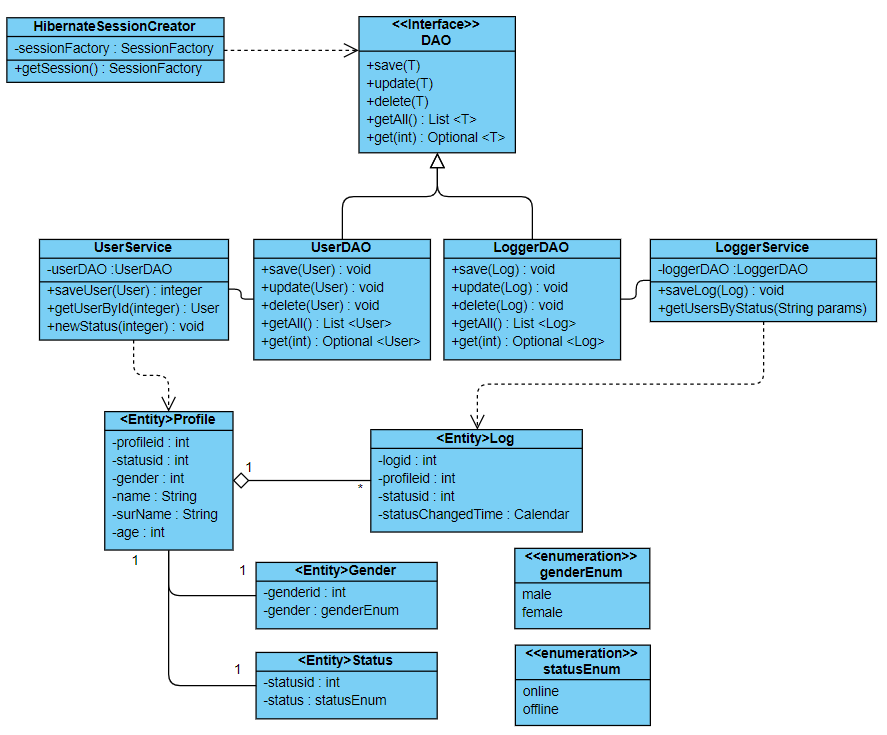 HibernateSessionCreator
-sessionFactory : SessionFactory
+getSession() : SessionFactory
<<Interface>>
DAO
+save(T)
+update(T)
+delete(T)
+getAll() : List <T>
+get(int) : Optional <T>
UserService
-userDAO :UserDAO
+saveUser(User) : integer
+getUserById(integer) : User
+newStatus(integer) : void
UserDAO
+save(User) : void
+update(User) : void
+delete(User) : void
+getAll() : List <User>
+get(int) : Optional <User>
LoggerDAO
+save(Log) : void
+update(Log) : void
+delete(Log) : void
+getAll() : List <Log>
+get(int) : Optional <Log>
LoggerService
-loggerDAO :LoggerDAO
+saveLog(Log) : void
+getUsersByStatus(String params)
<Entity>Profile
-profileid : int
-statusid : int
-gender : int
-name : String
-surName : String
-age : int
1
*
<Entity>Log
-logid : int
-profileid : int
-statusid : int
-statusChangedTime : Calendar
1
1
<Entity>Gender
-genderid : int
-gender : genderEnum
<<enumeration>>
genderEnum
male
female
1
<Entity>Status
-statusid : int
-status : statusEnum
<<enumeration>>
statusEnum
online
offline